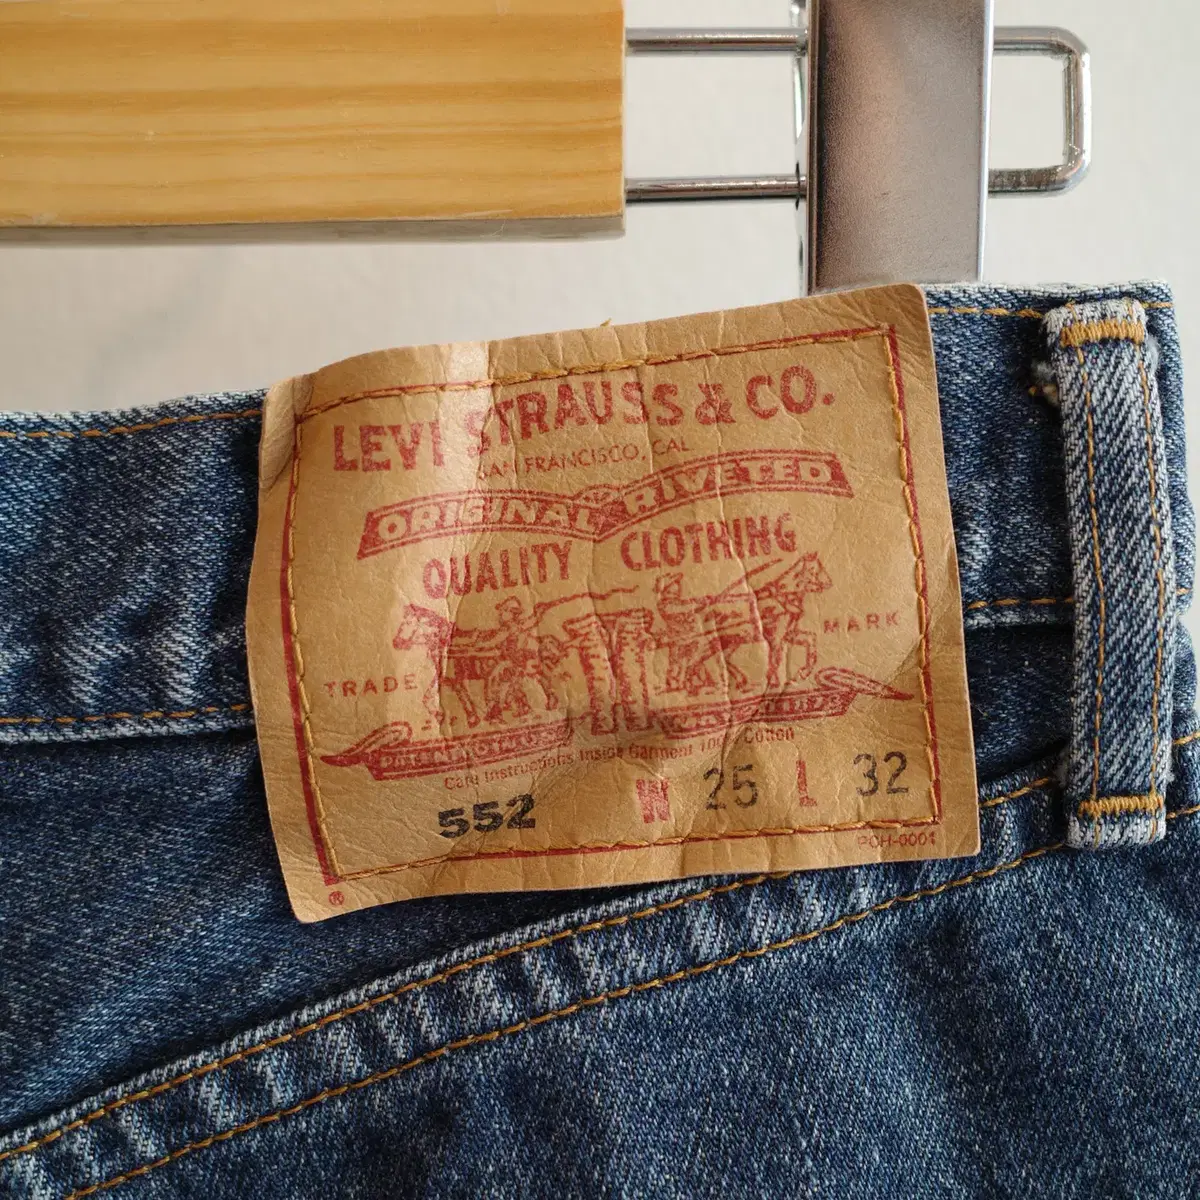 LEVI STRAUSS & CO.
SAN FRANCISCO, CAL
ORIGINAL RIVETED
QUALITY CLOTHING
TRADE MARK
Care Instructions Inside Garment 100% Cotton
552 W 25 L 32
PCH-0001
®